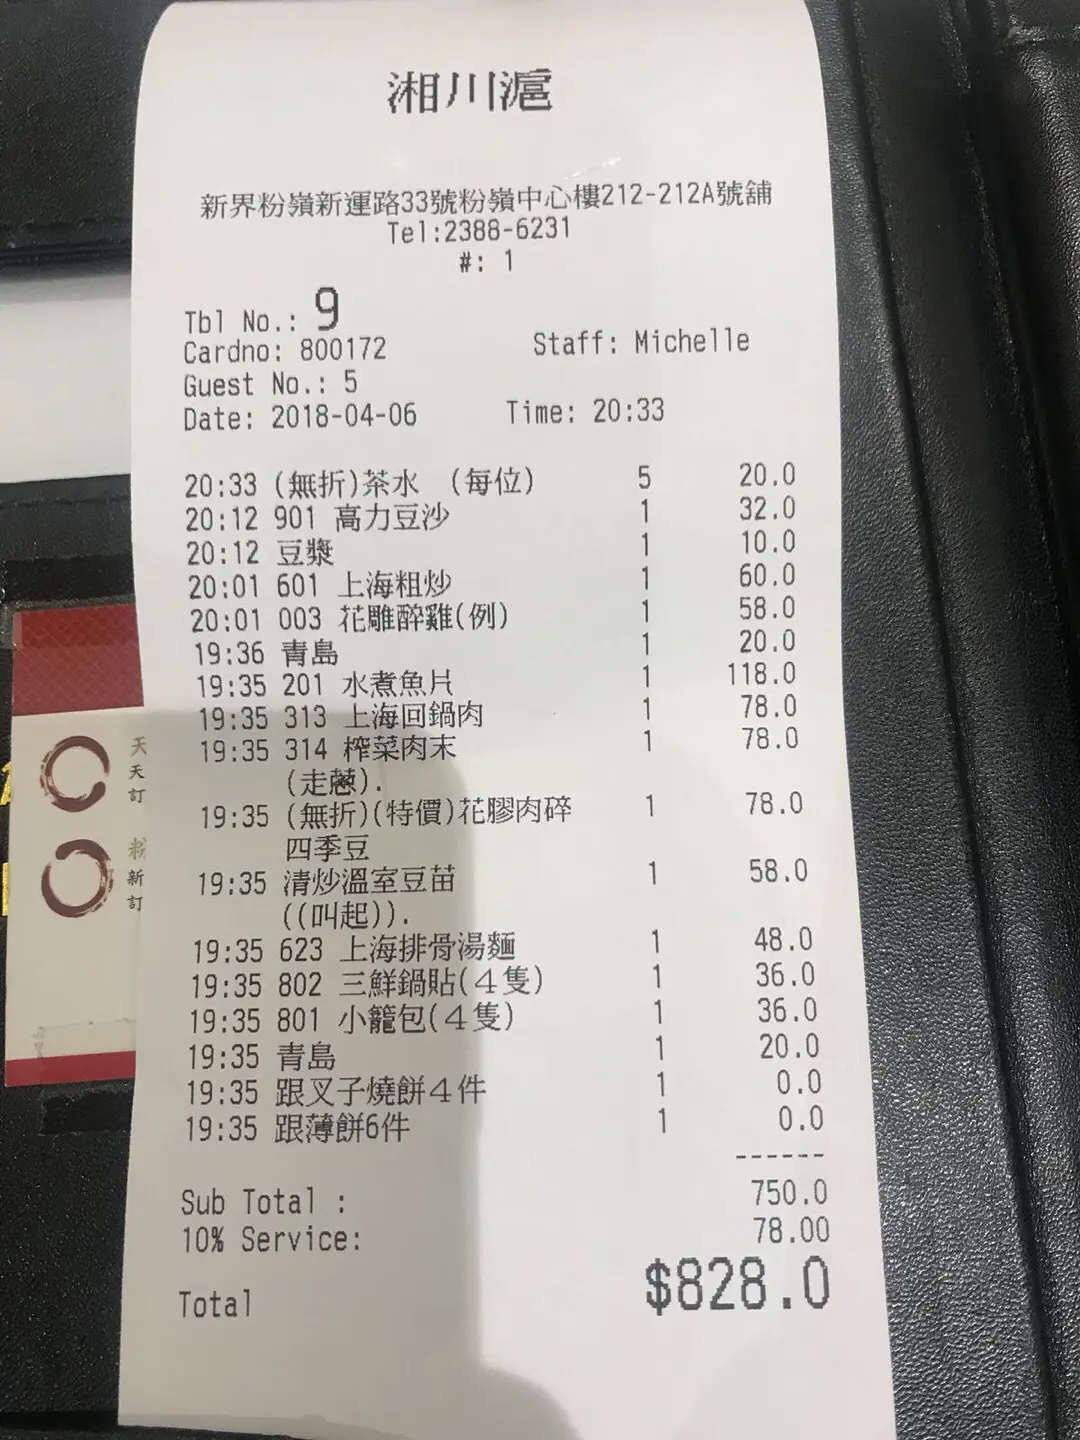 湘川滬
新界粉嶺新運路33號粉嶺中心樓212-212A號舖
Tel:2388-6231
#: 1
Tbl No.: 9
Cardno: 800172 Staff: Michelle
Guest No.: 5
Date: 2018-04-06 Time: 20:33
20:33 (無折)茶水 (每位) 5 20.0
20:12 901 高力豆沙 1 32.0
20:12 豆漿 1 10.0
20:01 601 上海粗炒 1 60.0
20:01 003 花雕醉雞(例) 1 58.0
19:36 青島 1 20.0
19:35 201 水煮魚片 1 118.0
19:35 313 上海回鍋肉 1 78.0
19:35 314 榨菜肉末 1 78.0
(走蔥).
19:35 (無折)(特價)花膠肉碎 1 78.0
四季豆
19:35 清炒溫室豆苗 1 58.0
((叫起)).
19:35 623 上海排骨湯麵 1 48.0
19:35 802 三鮮鍋貼(4隻) 1 36.0
19:35 801 小籠包(4隻) 1 36.0
19:35 青島 1 20.0
19:35 跟叉子燒餅4件 1 0.0
19:35 跟薄餅6件 1 0.0
------
Sub Total : 750.0
10% Service: 78.00
Total $828.0
天
天
訂
粉
新
訂